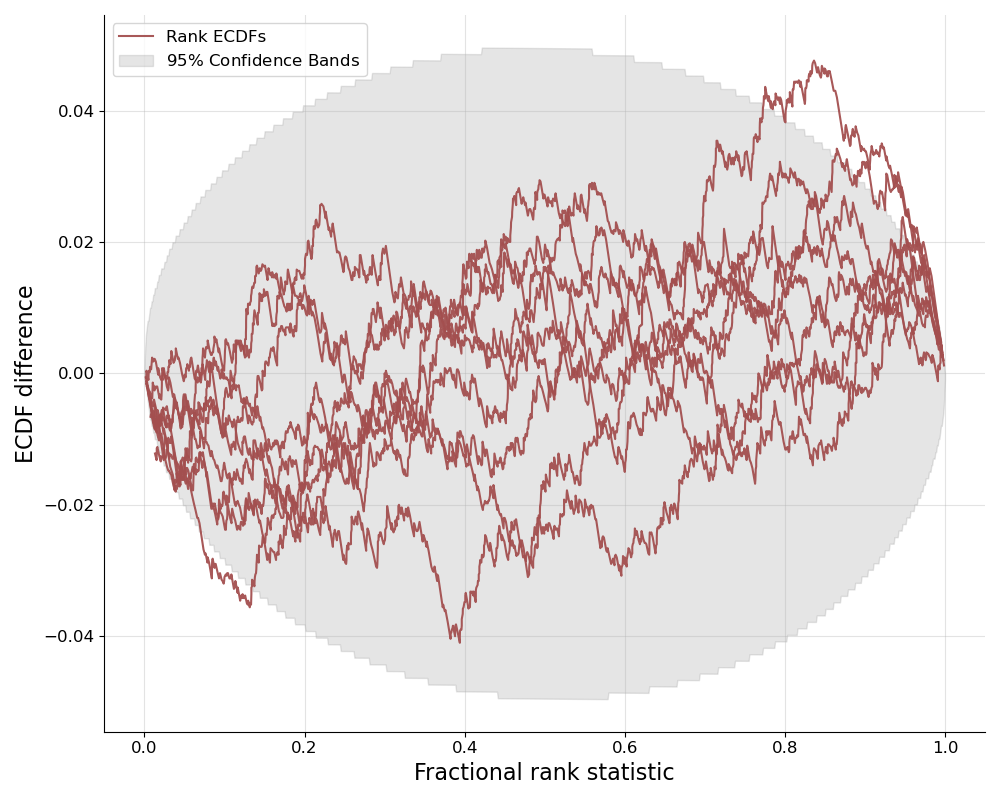 Rank ECDFs
95% Confidence Bands
ECDF difference
0.04
0.02
0.00
−0.02
−0.04
0.0 0.2 0.4 0.6 0.8 1.0
Fractional rank statistic